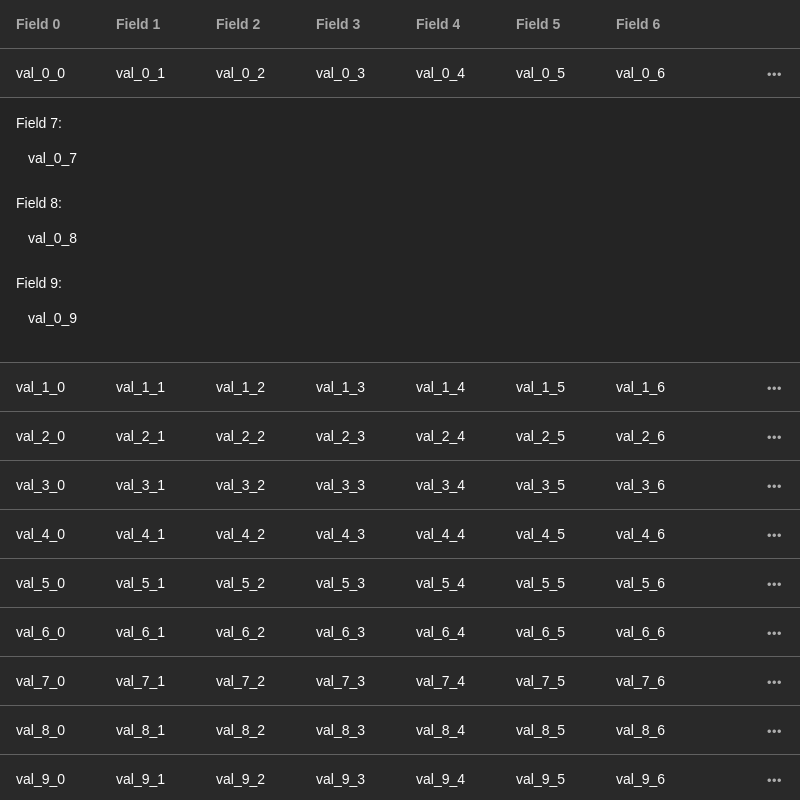 Field 0 Field 1 Field 2 Field 3 Field 4 Field 5 Field 6
val_0_0 val_0_1 val_0_2 val_0_3 val_0_4 val_0_5 val_0_6 •••
Field 7:
val_0_7
Field 8:
val_0_8
Field 9:
val_0_9
val_1_0 val_1_1 val_1_2 val_1_3 val_1_4 val_1_5 val_1_6 •••
val_2_0 val_2_1 val_2_2 val_2_3 val_2_4 val_2_5 val_2_6 •••
val_3_0 val_3_1 val_3_2 val_3_3 val_3_4 val_3_5 val_3_6 •••
val_4_0 val_4_1 val_4_2 val_4_3 val_4_4 val_4_5 val_4_6 •••
val_5_0 val_5_1 val_5_2 val_5_3 val_5_4 val_5_5 val_5_6 •••
val_6_0 val_6_1 val_6_2 val_6_3 val_6_4 val_6_5 val_6_6 •••
val_7_0 val_7_1 val_7_2 val_7_3 val_7_4 val_7_5 val_7_6 •••
val_8_0 val_8_1 val_8_2 val_8_3 val_8_4 val_8_5 val_8_6 •••
val_9_0 val_9_1 val_9_2 val_9_3 val_9_4 val_9_5 val_9_6 •••